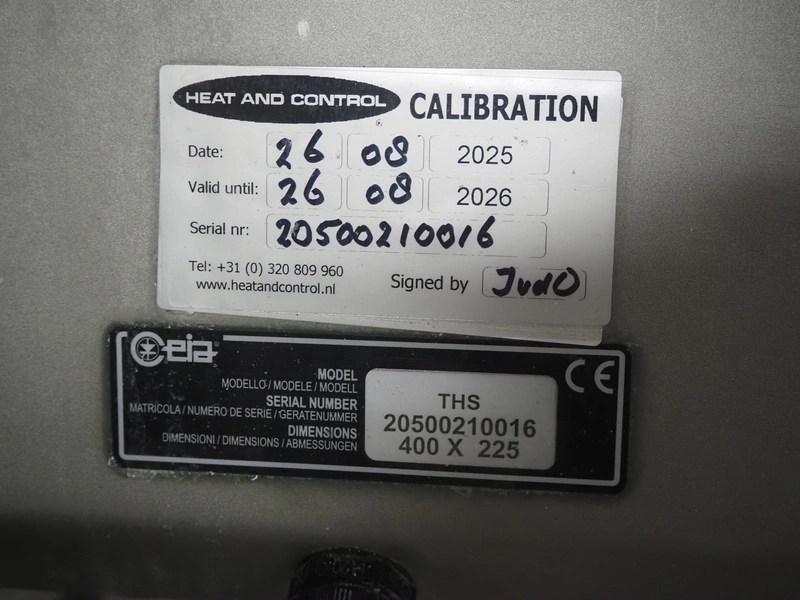 HEAT AND CONTROL CALIBRATION
Date: 26 08 2025
Valid until: 26 08 2026
Serial nr: 20500210016
Tel: +31 (0) 320 809 960
www.heatandcontrol.nl
Signed by JvdO
ceia CE
MODEL
MODELLO / MODELE / MODELL
THS
SERIAL NUMBER
MATRICOLA / NUMERO DE SERIE / GERATENUMMER
20500210016
DIMENSIONS
DIMENSIONI / DIMENSIONS / ABMESSUNGEN
400 X 225